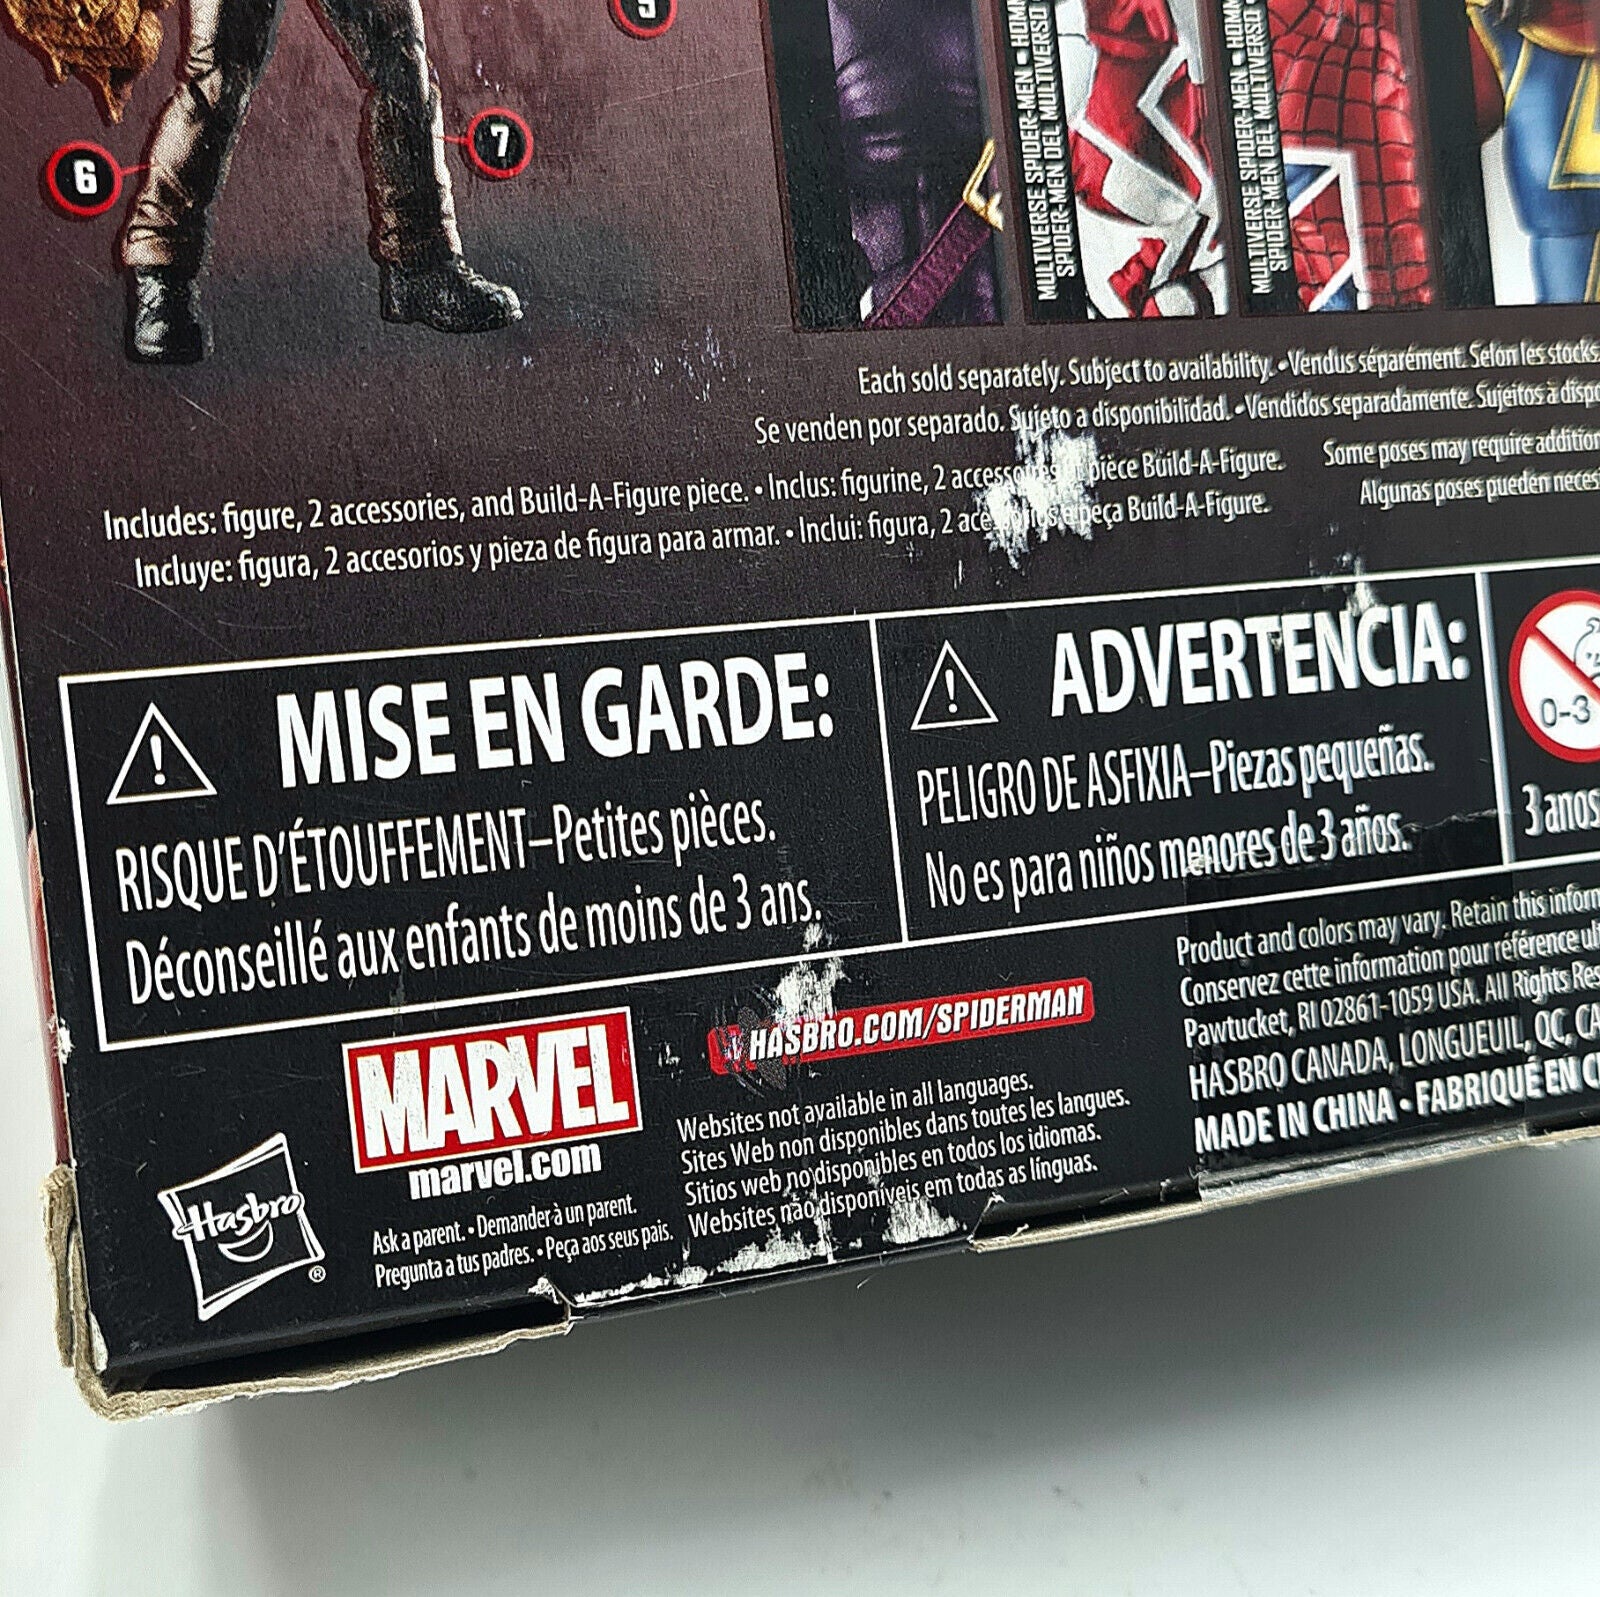 5
6
7
MULTIVERSE SPIDER-MEN •
SPIDER-MEN DEL MULTIVERSO
MULTIVERSE SPIDER-MEN •
SPIDER-MEN DEL MULTIVERSO
Each sold separately. Subject to availability. • Vendus séparément. Selon les stocks.
Se venden por separado. Sujeto a disponibilidad. • Vendidos separadamente. Sujeitos à
Includes: figure, 2 accessories, and Build-A-Figure piece. • Inclus: figurine, 2 accessoires et pièce Build-A-Figure.
Incluye: figura, 2 accesorios y pieza de figura para armar. • Inclui: figura, 2 acessórios e peça Build-A-Figure.
Some poses may require
Algunas poses pueden
MISE EN GARDE:
RISQUE D'ÉTOUFFEMENT–Petites pièces.
Déconseillé aux enfants de moins de 3 ans.
ADVERTENCIA:
PELIGRO DE ASFIXIA–Piezas pequeñas.
No es para niños menores de 3 años.
0-3
3 anos
MARVEL
marvel.com
Hasbro
®
Ask a parent. • Demander à un parent.
Pregunta a tus padres. • Peça aos seus pais.
HASBRO.COM/SPIDERMAN
Websites not available in all languages.
Sites Web non disponibles dans toutes les langues.
Sitios web no disponibles en todos los idiomas.
Websites não disponíveis em todas as línguas.
Product and colors may vary. Retain this
Conservez cette information pour référence
Pawtucket, RI 02861-1059 USA. All Rights
HASBRO CANADA, LONGUEUIL, QC,
MADE IN CHINA • FABRIQUÉ EN